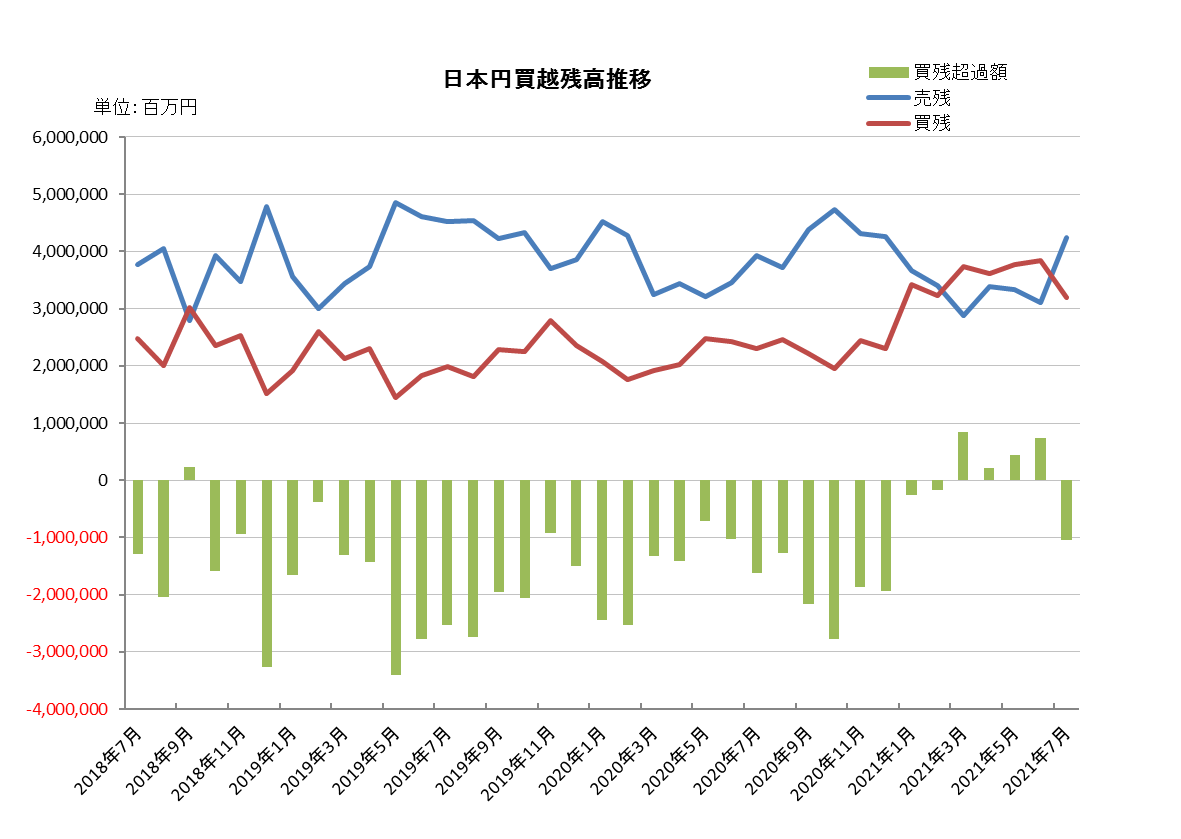 日本円買越残高推移
買残超過額
売残
買残
単位:百万円
6,000,000
5,000,000
4,000,000
3,000,000
2,000,000
1,000,000
0
-1,000,000
-2,000,000
-3,000,000
-4,000,000
2018年7月
2018年9月
2018年11月
2019年1月
2019年3月
2019年5月
2019年7月
2019年9月
2019年11月
2020年1月
2020年3月
2020年5月
2020年7月
2020年9月
2020年11月
2021年1月
2021年3月
2021年5月
2021年7月